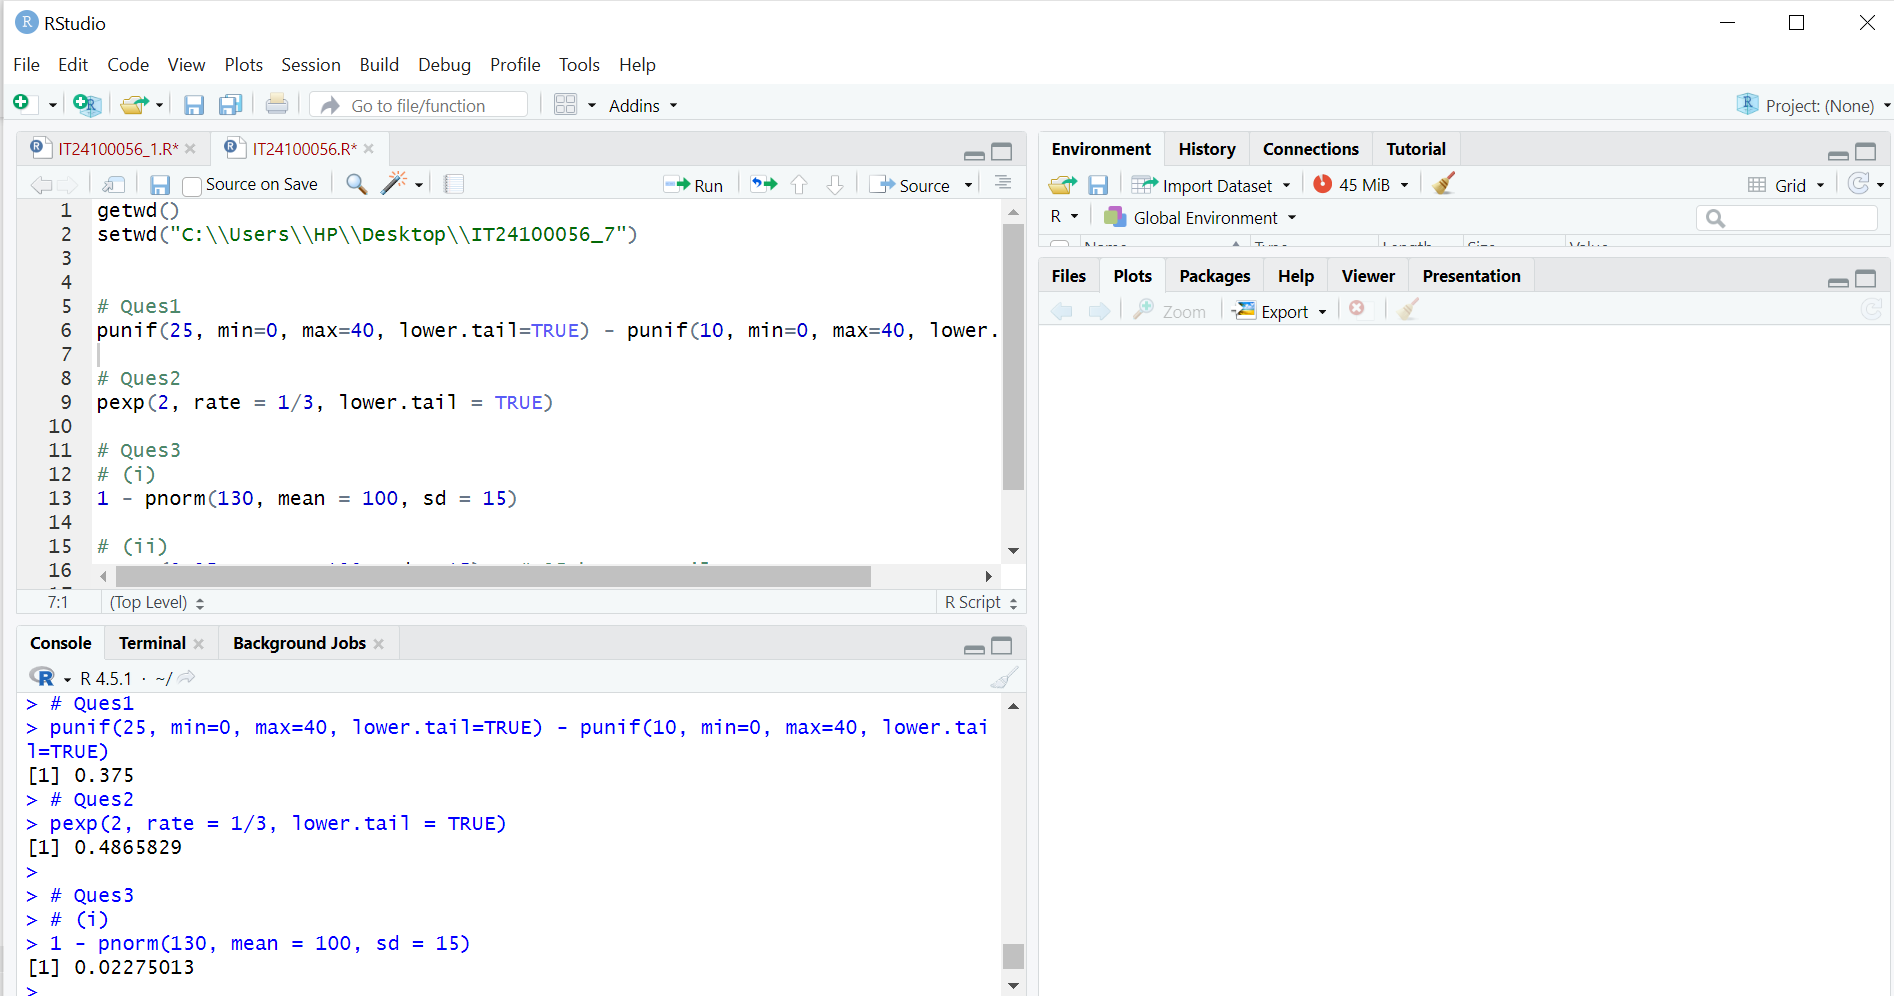 RStudio
File Edit Code View Plots Session Build Debug Profile Tools Help
Go to file/function Addins Project: (None)
IT24100056_1.R* IT24100056.R*
Source on Save Run Source
1 getwd()
2 setwd("C:\\Users\\HP\\Desktop\\IT24100056_7")
3
4
5 # Ques1
6 punif(25, min=0, max=40, lower.tail=TRUE) - punif(10, min=0, max=40, lower.
7
8 # Ques2
9 pexp(2, rate = 1/3, lower.tail = TRUE)
10
11 # Ques3
12 # (i)
13 1 - pnorm(130, mean = 100, sd = 15)
14
15 # (ii)
16
7:1 (Top Level) R Script
Console Terminal Background Jobs
R 4.5.1 · ~/
> # Ques1
> punif(25, min=0, max=40, lower.tail=TRUE) - punif(10, min=0, max=40, lower.tai
l=TRUE)
[1] 0.375
> # Ques2
> pexp(2, rate = 1/3, lower.tail = TRUE)
[1] 0.4865829
>
> # Ques3
> # (i)
> 1 - pnorm(130, mean = 100, sd = 15)
[1] 0.02275013
>
Environment History Connections Tutorial
Import Dataset 45 MiB Grid
R Global Environment
Name Type Length Size Value
Files Plots Packages Help Viewer Presentation
Zoom Export